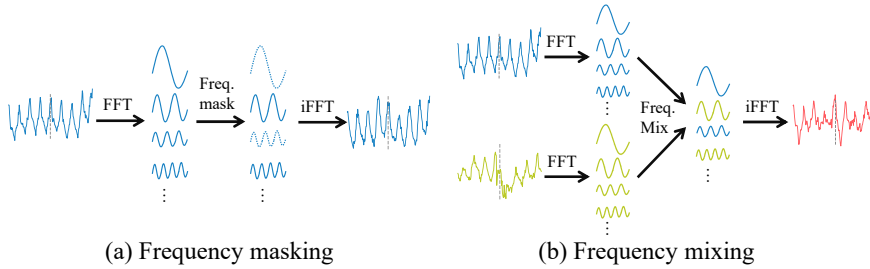 FFT
Freq.
mask
iFFT
⋮
⋮
(a) Frequency masking
FFT
⋮
FFT
⋮
Freq.
Mix
iFFT
⋮
(b) Frequency mixing